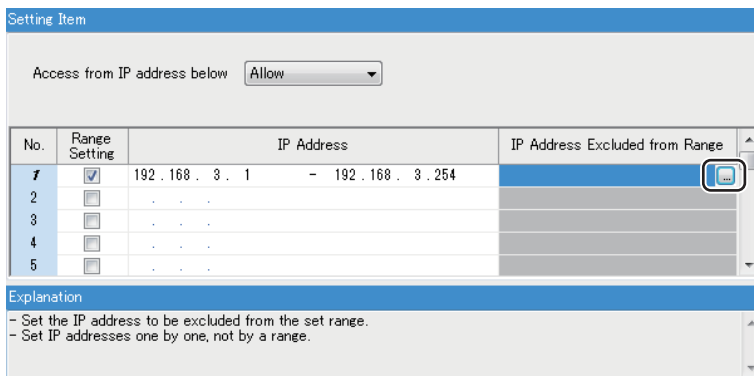 Setting Item
Access from IP address below Allow
No. Range Setting IP Address IP Address Excluded from Range
1 192 . 168 . 3 . 1 - 192 . 168 . 3 . 254 ...
2 . . .
3 . . .
4 . . .
5 . . .
Explanation
- Set the IP address to be excluded from the set range.
- Set IP addresses one by one, not by a range.